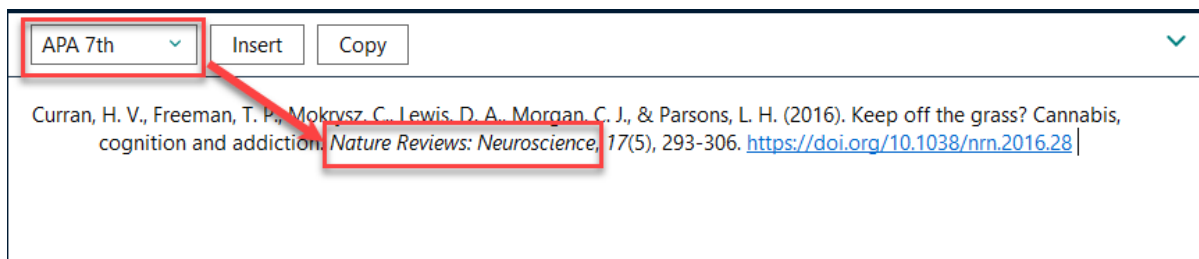 APA 7th Insert Copy
Curran, H. V., Freeman, T. P., Mokrysz, C., Lewis, D. A., Morgan, C. J., & Parsons, L. H. (2016). Keep off the grass? Cannabis,
cognition and addiction. Nature Reviews: Neuroscience, 17(5), 293-306. https://doi.org/10.1038/nrn.2016.28